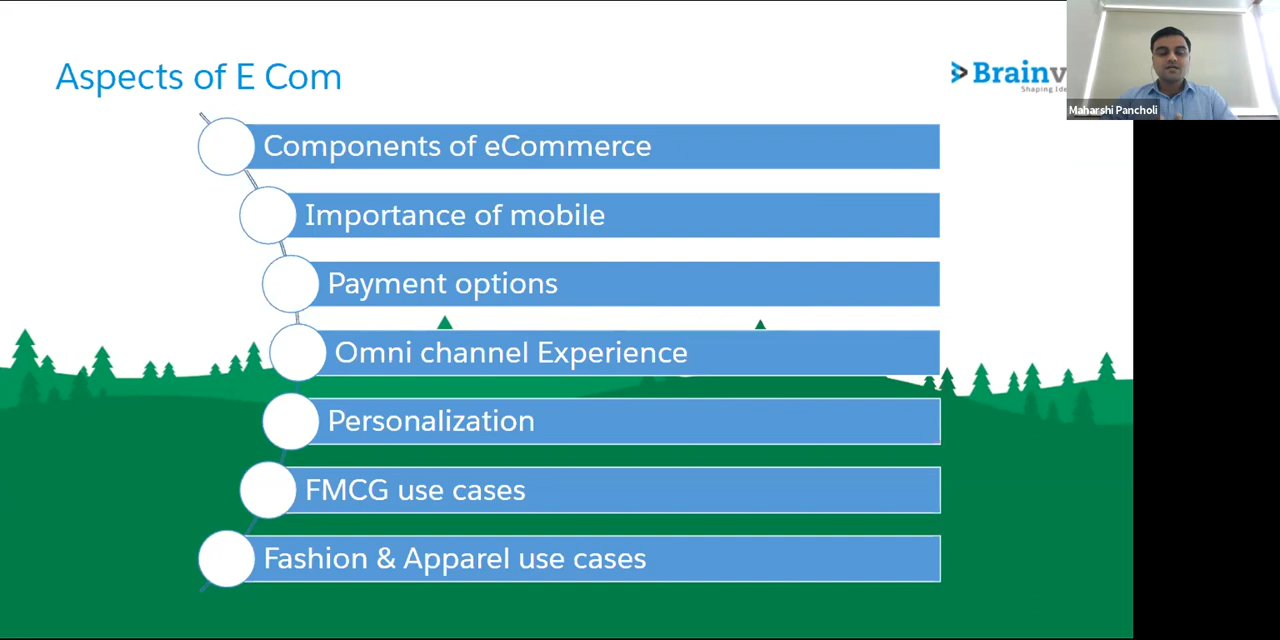 Aspects of E Com
Maharshi Pancholi
Components of eCommerce
Importance of mobile
Payment options
Omni channel Experience
Personalization
FMCG use cases
Fashion & Apparel use cases